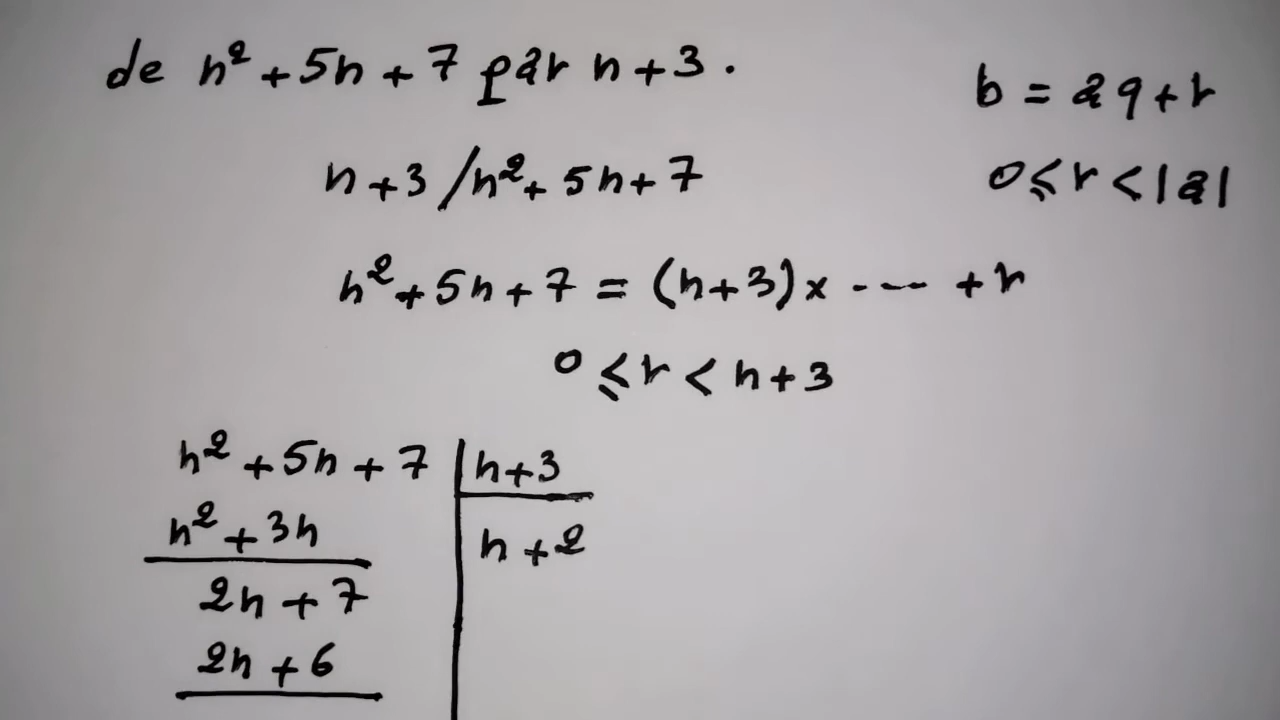 de n² + 5n + 7 par n + 3 .
b = aq + r
n + 3 / n² + 5n + 7
0 ≤ r < |a|
n² + 5n + 7 = (n + 3) × ---- + r
0 ≤ r < n + 3
n² + 5n + 7 | n + 3
n² + 3n
n + 2
2n + 7
2n + 6